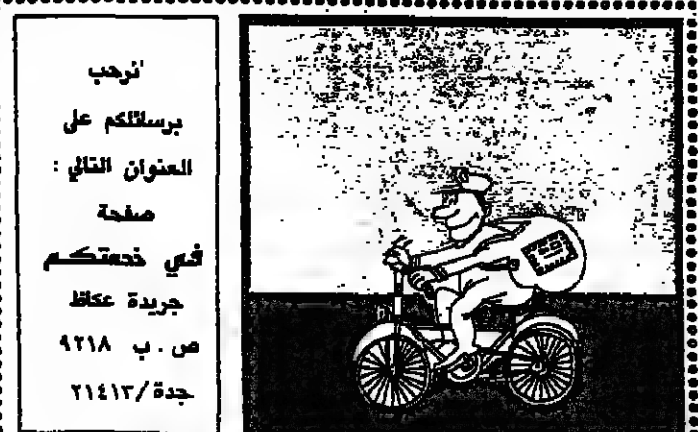 نرحب
برسائلكم على
العنوان التالي :
صفحة
في خدمتكم
جريدة عكاظ
ص . ب ٩٢١٨
جدة/٢١٤١٣